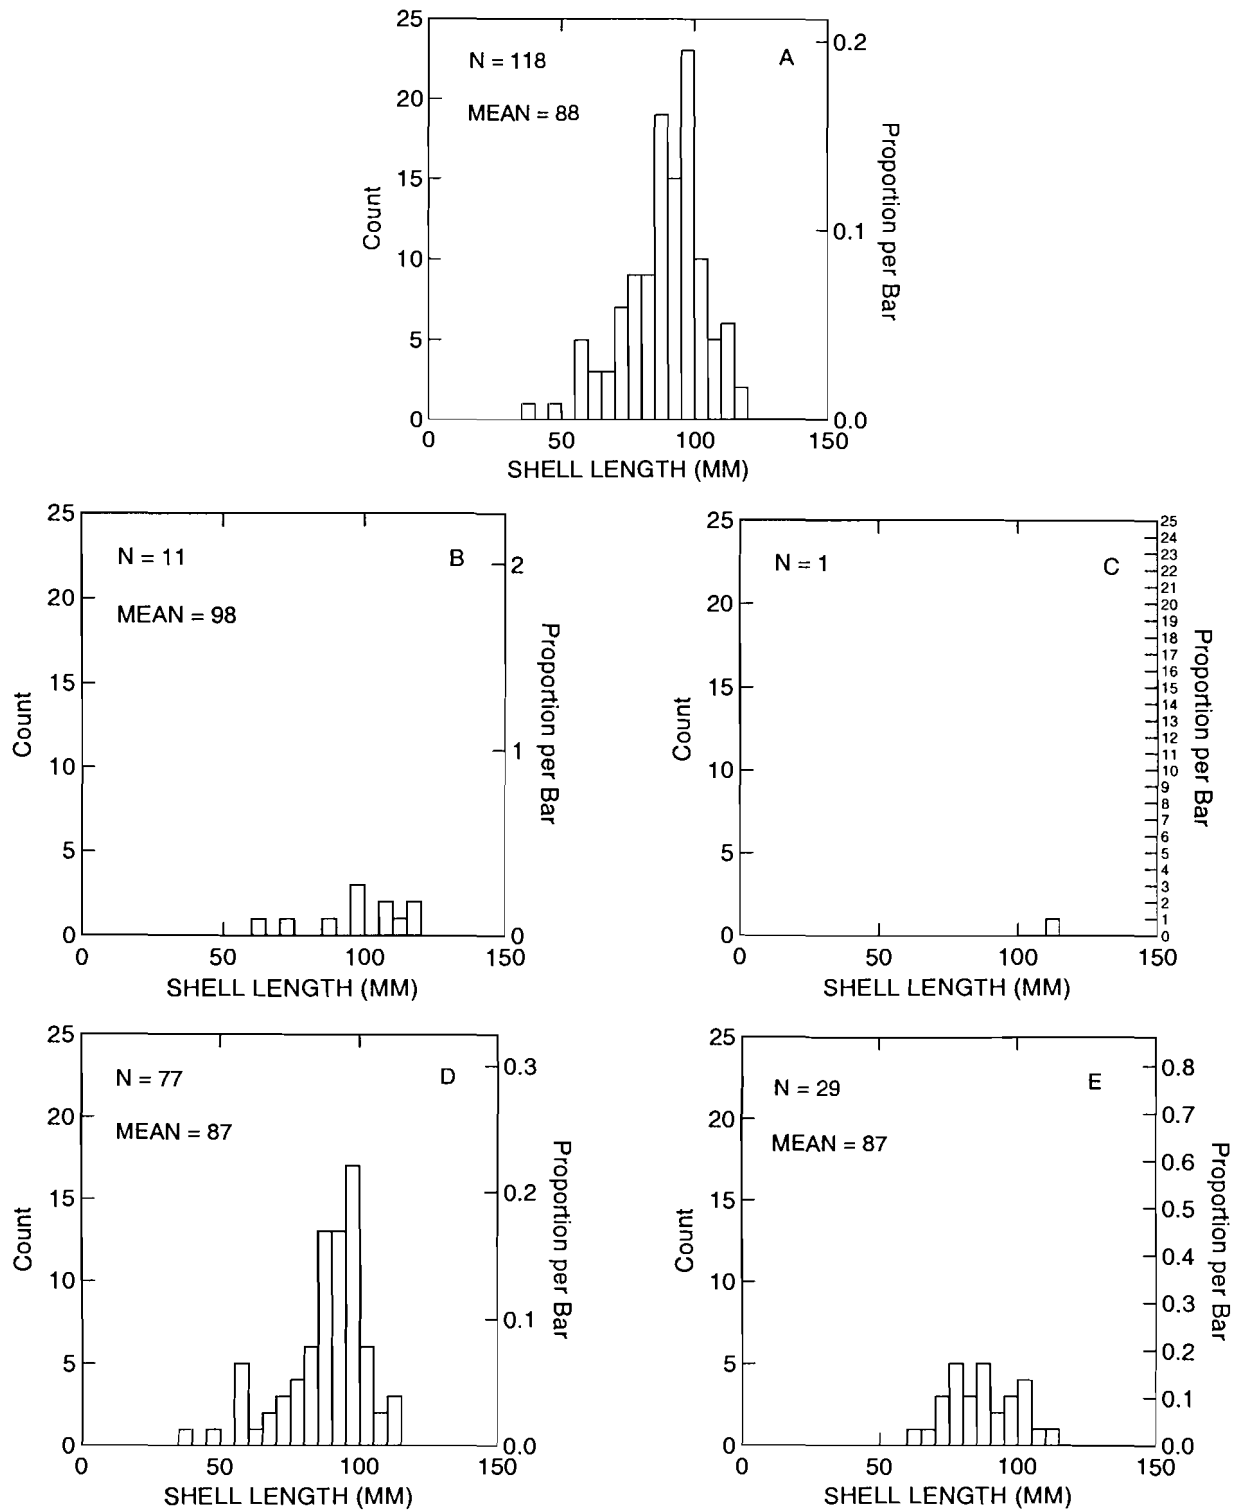 25
20
15
10
5
0
Count
N = 118
MEAN = 88
A
0.2
0.1
0.0
Proportion per Bar
0 50 100 150
SHELL LENGTH (MM)
25
20
15
10
5
0
Count
N = 11
MEAN = 98
B
2
1
0
Proportion per Bar
0 50 100 150
SHELL LENGTH (MM)
25
20
15
10
5
0
Count
N = 1
C
25
24
23
22
21
20
19
18
17
16
15
14
13
12
11
10
9
8
7
6
5
4
3
2
1
0
Proportion per Bar
0 50 100 150
SHELL LENGTH (MM)
25
20
15
10
5
0
Count
N = 77
MEAN = 87
D
0.3
0.2
0.1
0.0
Proportion per Bar
0 50 100 150
SHELL LENGTH (MM)
25
20
15
10
5
0
Count
N = 29
MEAN = 87
E
0.8
0.7
0.6
0.5
0.4
0.3
0.2
0.1
0.0
Proportion per Bar
0 50 100 150
SHELL LENGTH (MM)